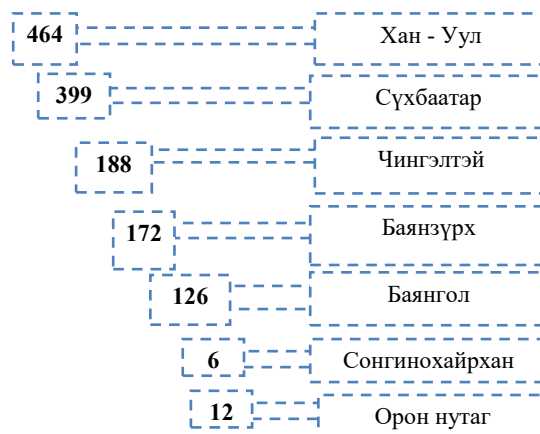 464 Хан - Уул
399 Сүхбаатар
188 Чингэлтэй
172 Баянзүрх
126 Баянгол
6 Сонгинохайрхан
12 Орон нутаг